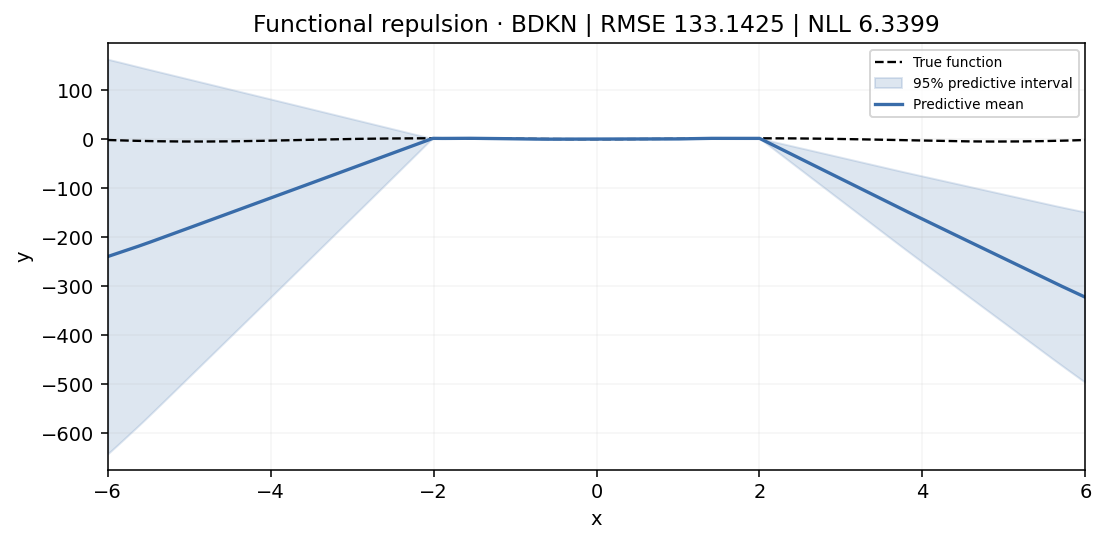 Functional repulsion · BDKN | RMSE 133.1425 | NLL 6.3399
True function
95% predictive interval
Predictive mean
100
0
−100
−200
−300
−400
−500
−600
y
−6
−4
−2
0
2
4
6
x